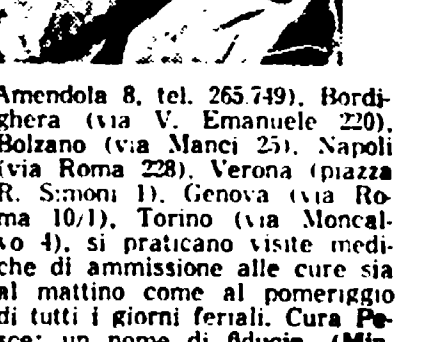 Amendola 8, tel. 265.749), Bordi-
ghera (via V. Emanuele 220),
Bolzano (via Manci 25), Napoli
(via Roma 228), Verona (piazza
R. Simoni 1), Genova (via Ro-
ma 10/1), Torino (via Moncal-
vo 4), si praticano visite medi-
che di ammissione alle cure sia
al mattino come al pomeriggio
di tutti i giorni feriali. Cura Pe-
sce: un nome di fiducia. (Min.